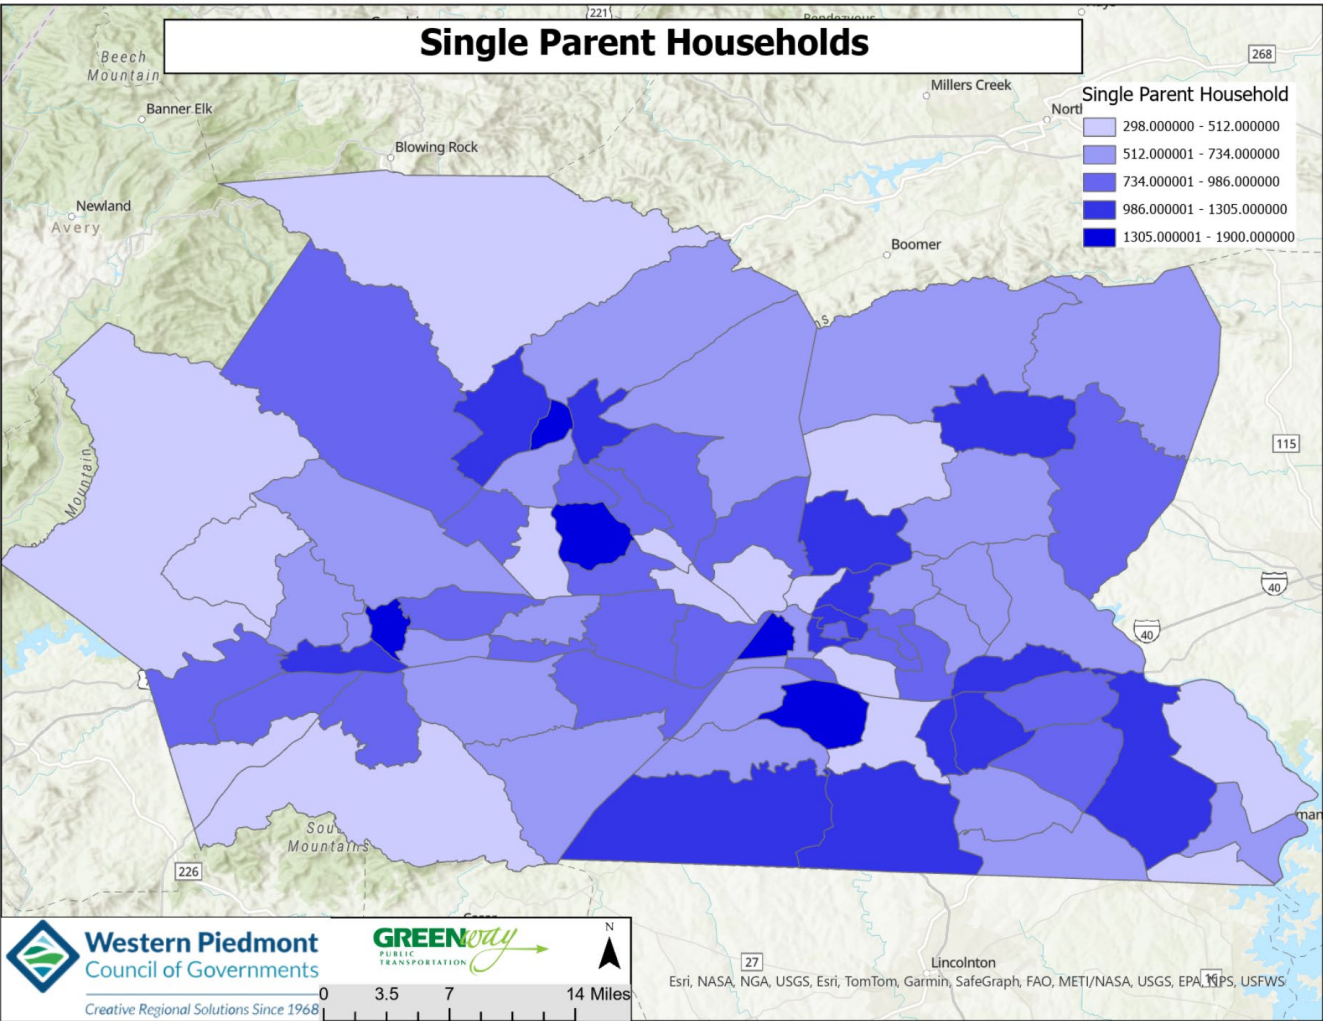 221
Single Parent Households
Beech
Mountain
268
Millers Creek
Single Parent Household
Banner Elk
298.000000 - 512.000000
512.000001 - 734.000000
Blowing Rock
734.000001 - 986.000000
Newland
Avery
986.000001 - 1305.000000
1305.000001 - 1900.000000
Boomer
115
Mountain
40
40
Mountains
226
Western Piedmont
Council of Governments
Creative Regional Solutions Since 1968
GREENway
PUBLIC
TRANSPORTATION
N
0 3.5 7 14 Miles
27
Lincolnton
Esri, NASA, NGA, USGS, Esri, TomTom, Garmin, SafeGraph, FAO, METI/NASA, USGS, EPA, NPS, USFWS